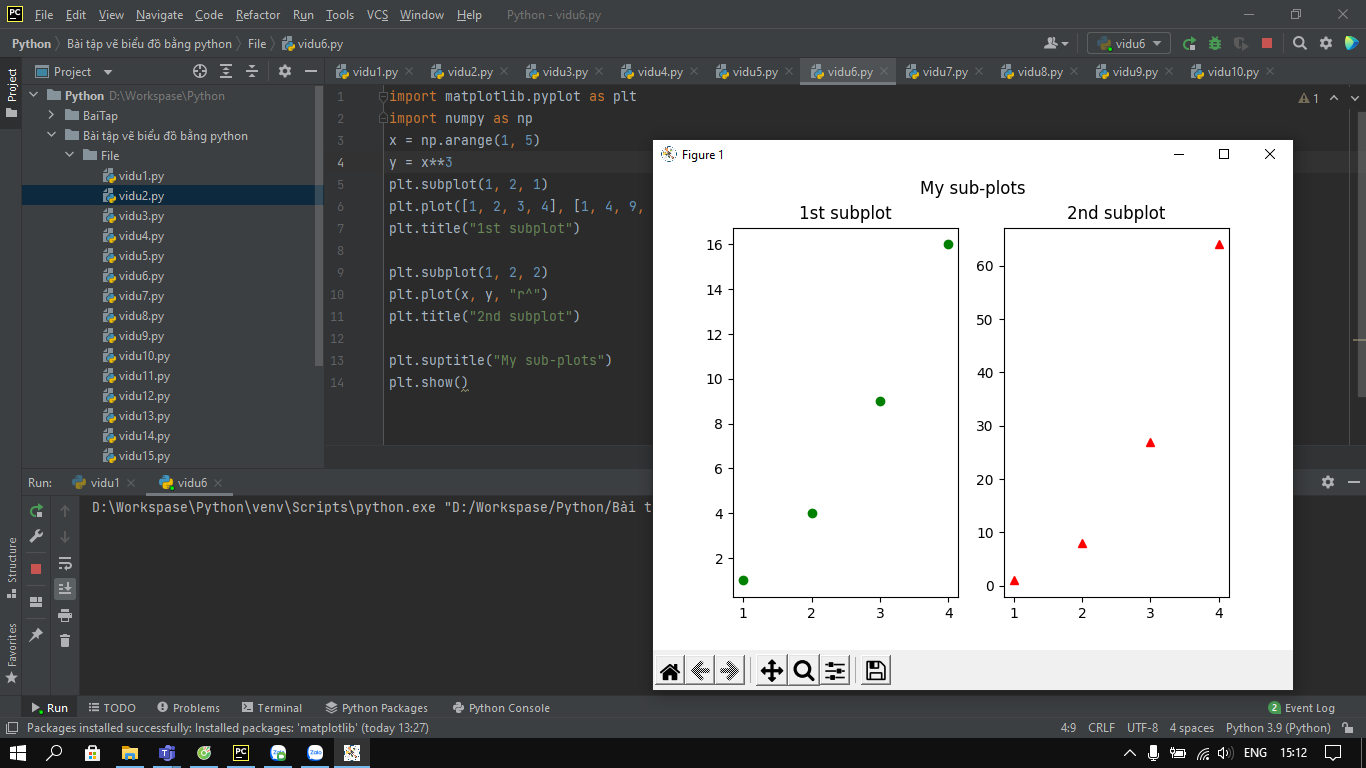 PC File Edit View Navigate Code Refactor Run Tools VCS Window Help Python - vidu6.py
Python Bài tập vẽ biểu đồ bằng python File vidu6.py vidu6
Project vidu1.py vidu2.py vidu3.py vidu4.py vidu5.py vidu6.py vidu7.py vidu8.py vidu9.py vidu10.py
Project
Python D:\Workspase\Python
BaiTap
Bài tập vẽ biểu đồ bằng python
File
vidu1.py
vidu2.py
vidu3.py
vidu4.py
vidu5.py
vidu6.py
vidu7.py
vidu8.py
vidu9.py
vidu10.py
vidu11.py
vidu12.py
vidu13.py
vidu14.py
vidu15.py
1 import matplotlib.pyplot as plt
2 import numpy as np
3 x = np.arange(1, 5)
4 y = x**3
5 plt.subplot(1, 2, 1)
6 plt.plot([1, 2, 3, 4], [1, 4, 9,
7 plt.title("1st subplot")
8
9 plt.subplot(1, 2, 2)
10 plt.plot(x, y, "r^")
11 plt.title("2nd subplot")
12
13 plt.suptitle("My sub-plots")
14 plt.show()
1
Figure 1
My sub-plots
1st subplot 2nd subplot
16
14
12
10
8
6
4
2
1 2 3 4
60
50
40
30
20
10
0
1 2 3 4
Run: vidu1 vidu6
D:\Workspase\Python\venv\Scripts\python.exe "D:/Workspase/Python/Bài t
Structure
Favorites
Run TODO Problems Terminal Python Packages Python Console 2 Event Log
Packages installed successfully: Installed packages: 'matplotlib' (today 13:27) 4:9 CRLF UTF-8 4 spaces Python 3.9 (Python)
PC Zalo ENG 15:12